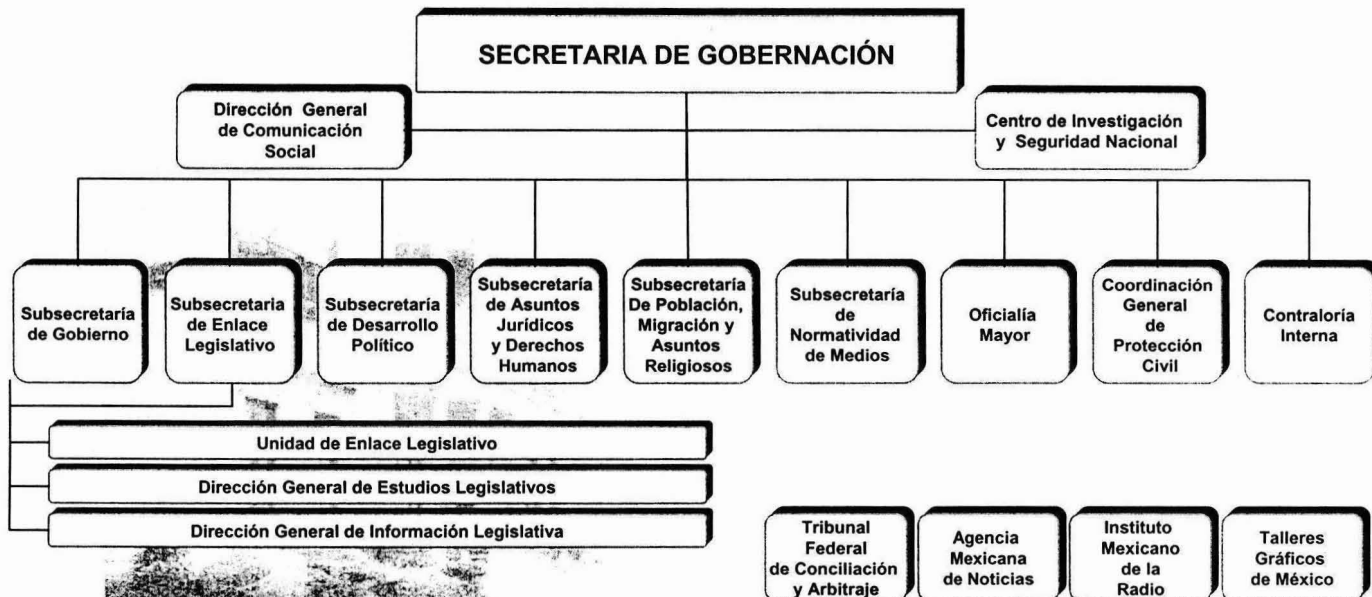 SECRETARIA DE GOBERNACIÓN
Dirección General
de Comunicación
Social
Centro de Investigación
y Seguridad Nacional
Subsecretaría
de Gobierno
Subsecretaria
de Enlace
Legislativo
Subsecretaría
de Desarrollo
Político
Subsecretaría
de Asuntos
Jurídicos
y Derechos
Humanos
Subsecretaría
De Población,
Migración y
Asuntos
Religiosos
Subsecretaría
de
Normatividad
de Medios
Oficialía
Mayor
Coordinación
General
de
Protección
Civil
Contraloría
Interna
Unidad de Enlace Legislativo
Dirección General de Estudios Legislativos
Dirección General de Información Legislativa
Tribunal
Federal
de Conciliación
y Arbitraje
Agencia
Mexicana
de Noticias
Instituto
Mexicano
de la
Radio
Talleres
Gráficos
de México